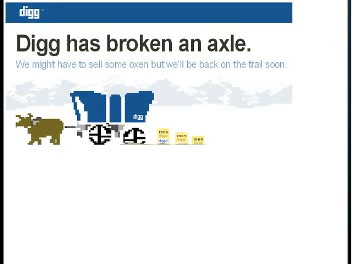 digg
Digg has broken an axle.
We might have to sell some oxen but we'll be back on the trail soon.
digg